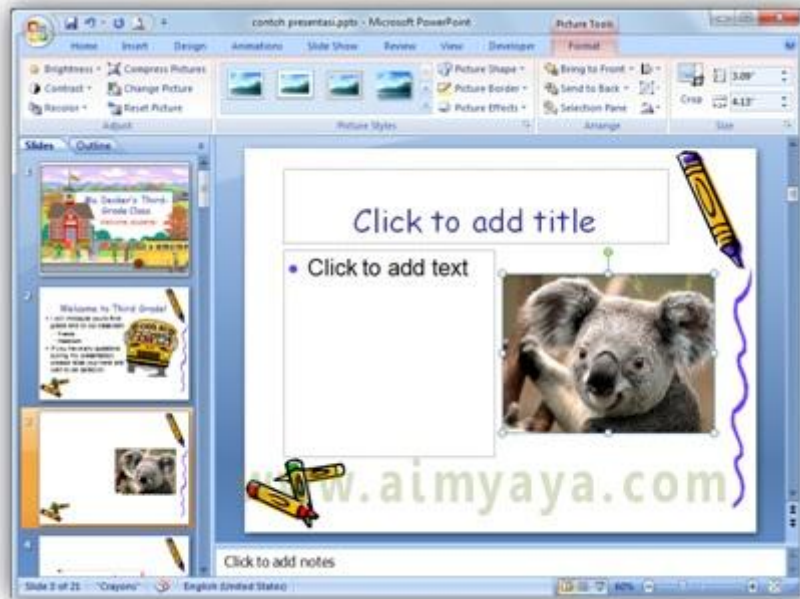 contoh presentasi.pptx - Microsoft PowerPoint
Picture Tools
Home Insert Design Animations Slide Show Review View Developer Format
Brightness Compress Pictures Picture Shape Bring to Front 3.09"
Contrast Change Picture Picture Border Send to Back Crop 4.13"
Recolor Reset Picture Picture Effects Selection Pane
Adjust Picture Styles Arrange Size
Slides Outline
1
Ms. Decker's Third-
Grade Class
2
Welcome to Third Grade!
3
4
Click to add title
• Click to add text
www.aimyaya.com
Click to add notes
Slide 3 of 21 "Crayons" English (United States) 60%